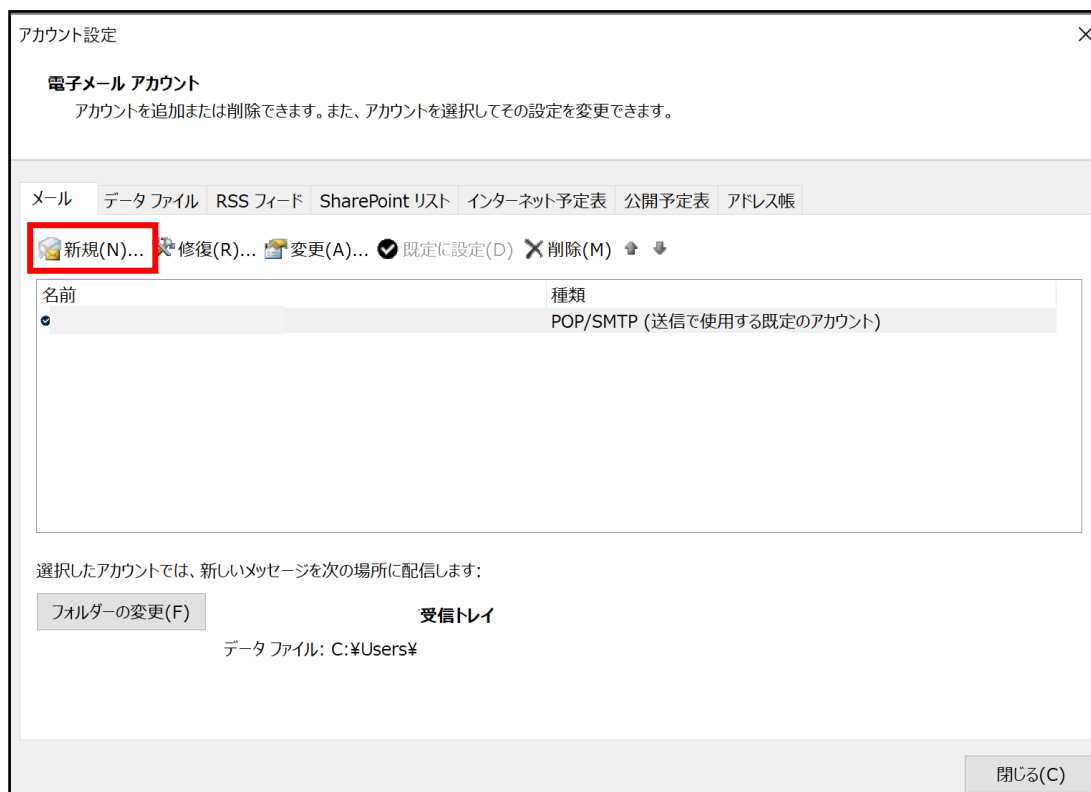 アカウント設定
電子メール アカウント
アカウントを追加または削除できます。また、アカウントを選択してその設定を変更できます。
メール データ ファイル RSS フィード SharePoint リスト インターネット予定表 公開予定表 アドレス帳
新規(N)... 修復(R)... 変更(A)... 既定に設定(D) 削除(M)
名前 種類
POP/SMTP (送信で使用する既定のアカウント)
選択したアカウントでは、新しいメッセージを次の場所に配信します:
フォルダーの変更(F) 受信トレイ
データ ファイル: C:¥Users¥
閉じる(C)